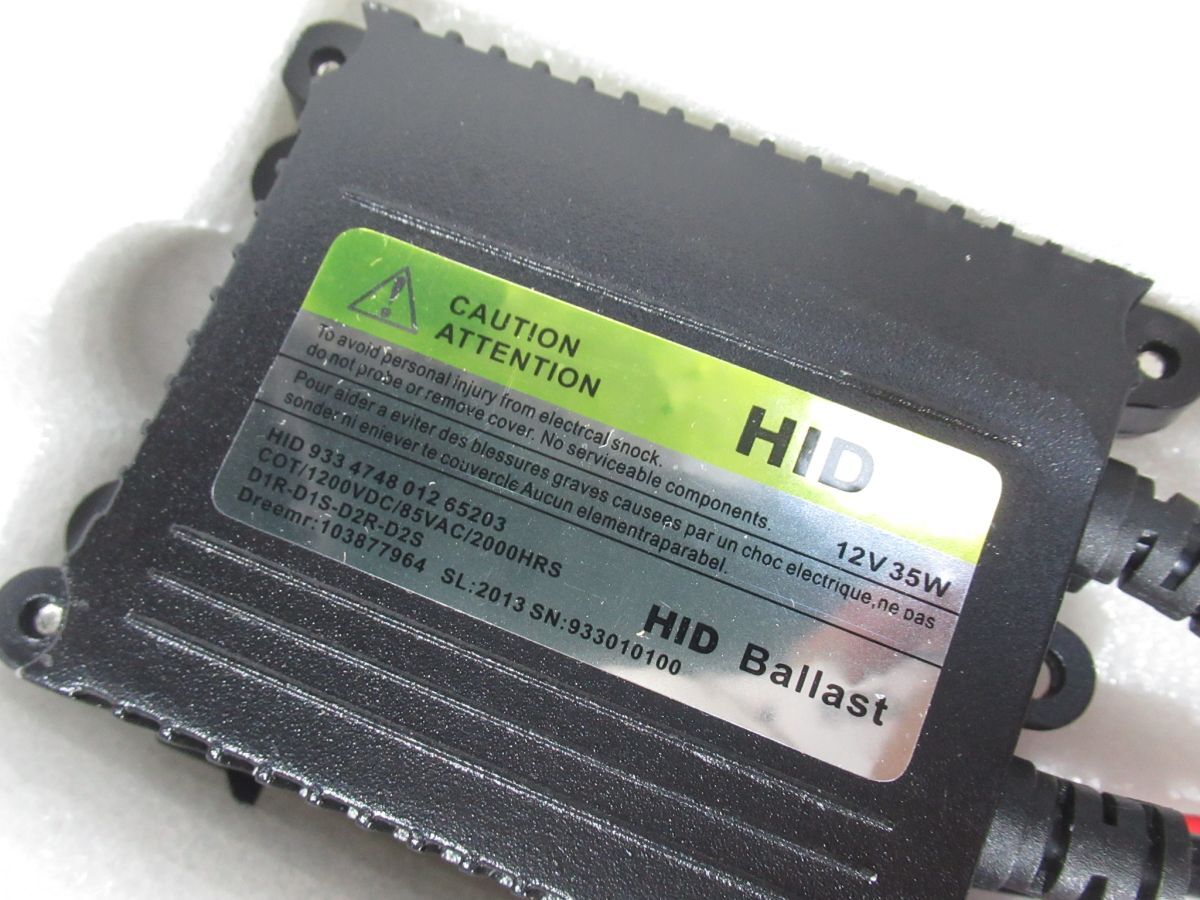 CAUTION
ATTENTION
HID
To avoid personal injury from electrcal snock.
do not probe or remove cover. No serviceable components.
12V 35W
Pour aider a eviter des blessures graves causees par un choc electrique,ne pas
sonder ni eniever te couvercle Aucun elementraparabel.
HID 933 4748 012 65203
COT/1200VDC/85VAC/2000HRS
D1R-D1S-D2R-D2S
Dreemr:103877964 SL:2013 SN:933010100
HID Ballast